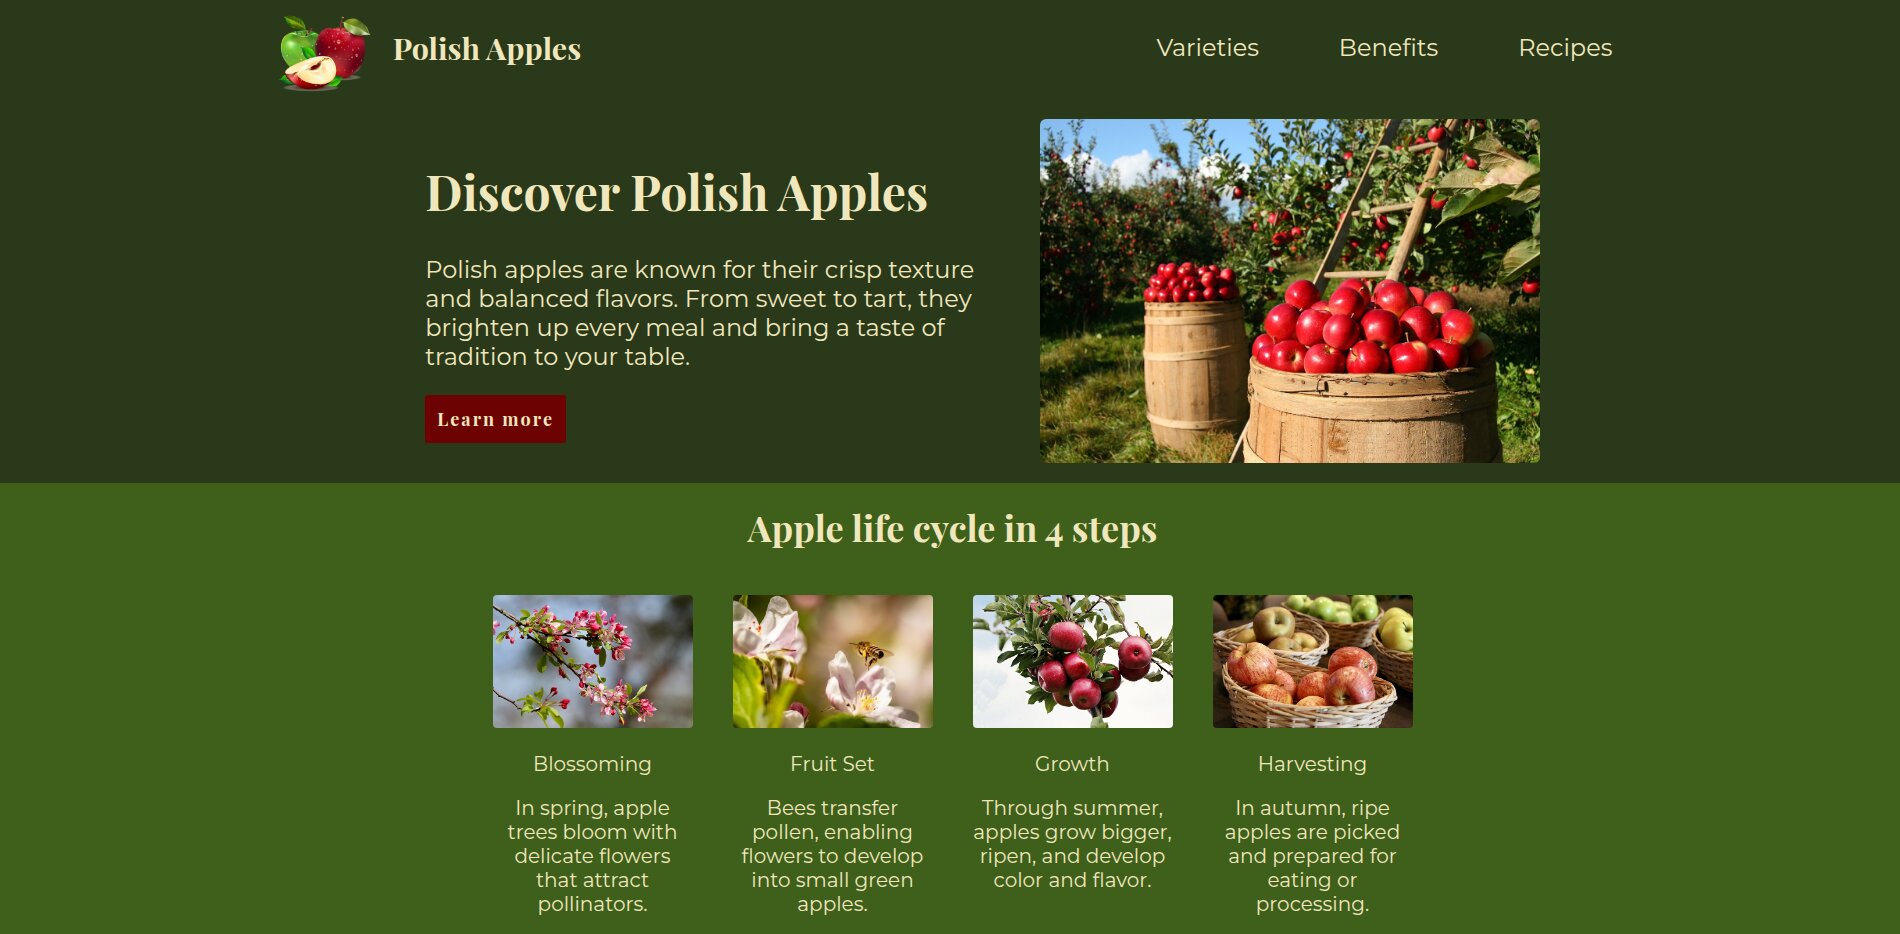 Polish Apples
Varieties
Benefits
Recipes
Discover Polish Apples
Polish apples are known for their crisp texture
and balanced flavors. From sweet to tart, they
brighten up every meal and bring a taste of
tradition to your table.
Learn more
Apple life cycle in 4 steps
Blossoming
In spring, apple
trees bloom with
delicate flowers
that attract
pollinators.
Fruit Set
Bees transfer
pollen, enabling
flowers to develop
into small green
apples.
Growth
Through summer,
apples grow bigger,
ripen, and develop
color and flavor.
Harvesting
In autumn, ripe
apples are picked
and prepared for
eating or
processing.